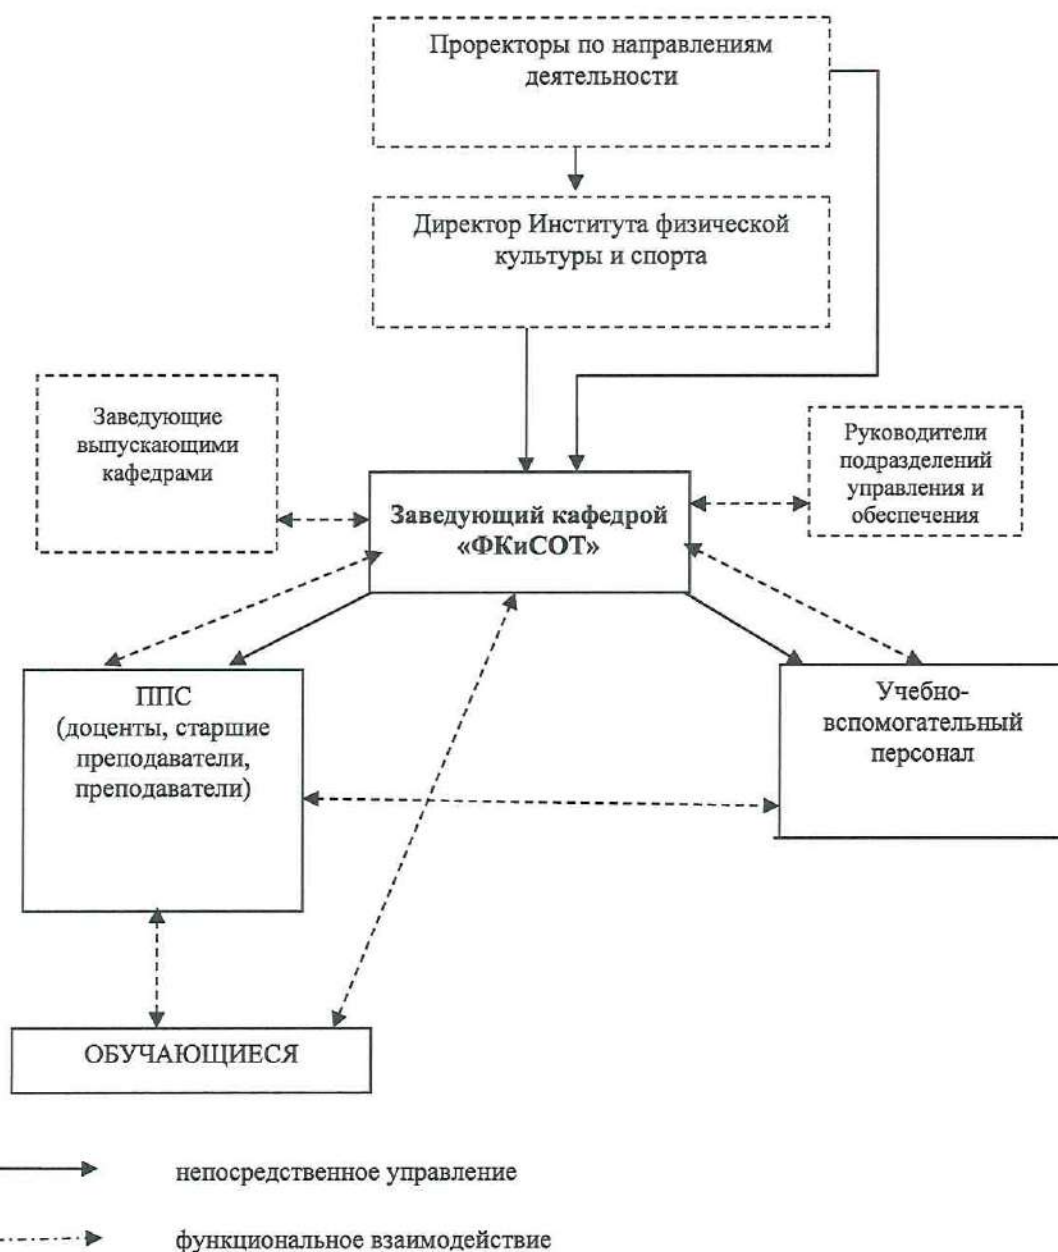 Проректоры по направлениям
деятельности
Директор Института физической
культуры и спорта
Заведующие
выпускающими
кафедрами
Руководители
подразделений
управления и
обеспечения
Заведующий кафедрой
«ФКиСОТ»
ППС
(доценты, старшие
преподаватели,
преподаватели)
Учебно-
вспомогательный
персонал
ОБУЧАЮЩИЕСЯ
непосредственное управление
функциональное взаимодействие